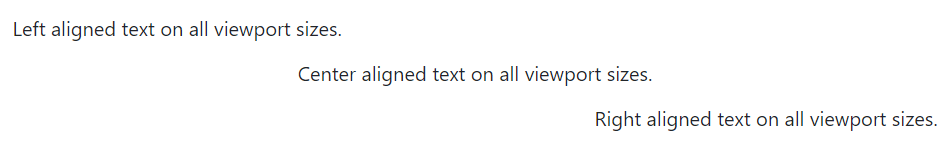 Left aligned text on all viewport sizes.
Center aligned text on all viewport sizes.
Right aligned text on all viewport sizes.